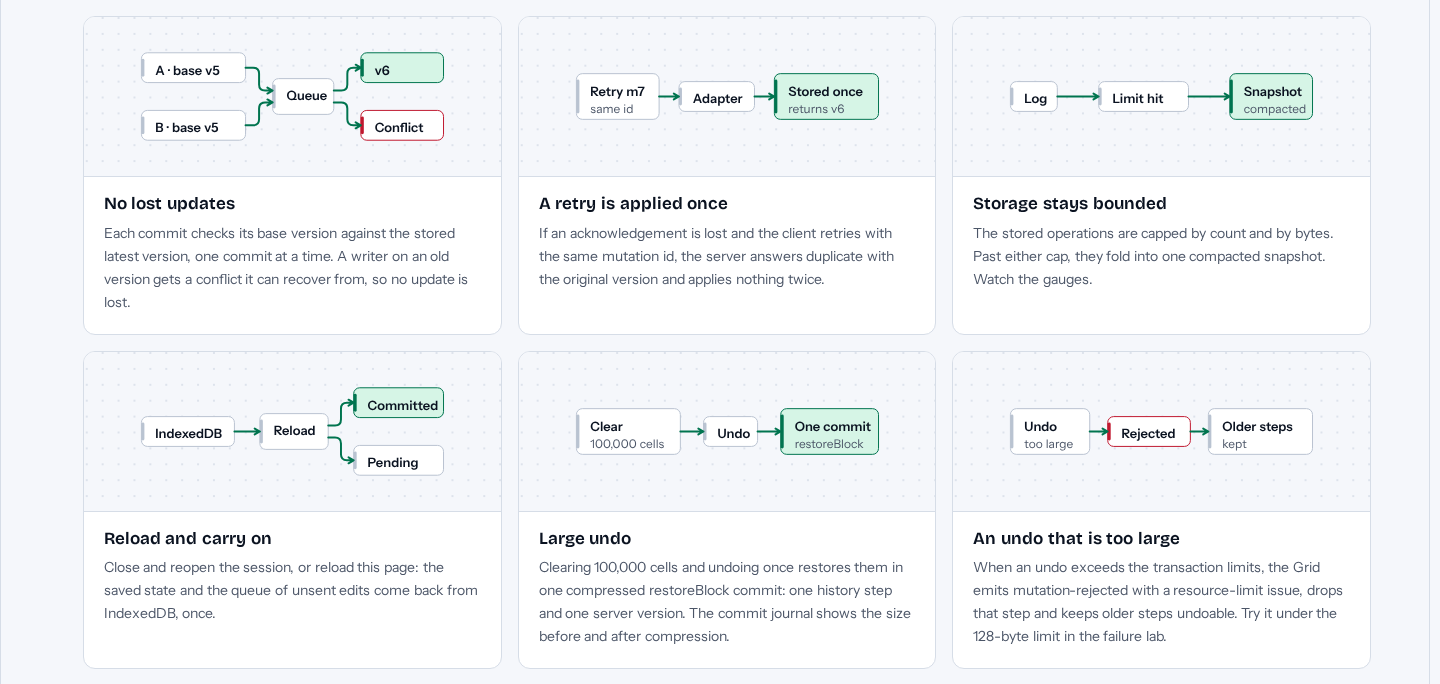 A · base v5
B · base v5
Queue
v6
Conflict
No lost updates
Each commit checks its base version against the stored
latest version, one commit at a time. A writer on an old
version gets a conflict it can recover from, so no update is
lost.
Retry m7
same id
Adapter
Stored once
returns v6
A retry is applied once
If an acknowledgement is lost and the client retries with
the same mutation id, the server answers duplicate with
the original version and applies nothing twice.
Log
Limit hit
Snapshot
compacted
Storage stays bounded
The stored operations are capped by count and by bytes.
Past either cap, they fold into one compacted snapshot.
Watch the gauges.
IndexedDB
Reload
Committed
Pending
Reload and carry on
Close and reopen the session, or reload this page: the
saved state and the queue of unsent edits come back from
IndexedDB, once.
Clear
100,000 cells
Undo
One commit
restoreBlock
Large undo
Clearing 100,000 cells and undoing once restores them in
one compressed restoreBlock commit: one history step
and one server version. The commit journal shows the size
before and after compression.
Undo
too large
Rejected
Older steps
kept
An undo that is too large
When an undo exceeds the transaction limits, the Grid
emits mutation-rejected with a resource-limit issue, drops
that step and keeps older steps undoable. Try it under the
128-byte limit in the failure lab.